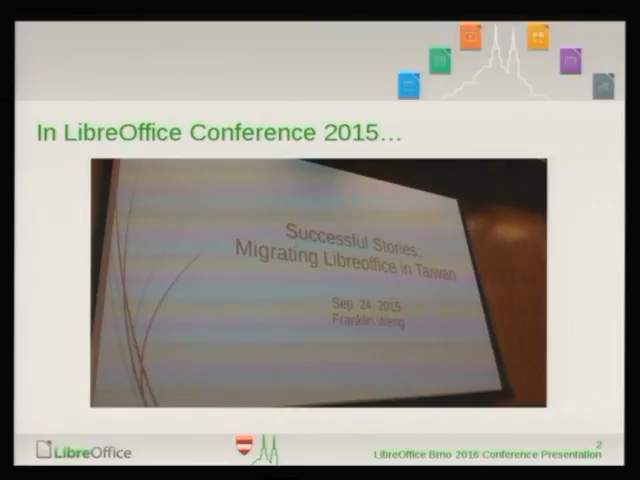 In LibreOffice Conference 2015...
Successful Stories:
Migrating Libreoffice in Taiwan
Sep. 24, 2015
Franklin Weng
LibreOffice
2
LibreOffice Brno 2016 Conference Presentation